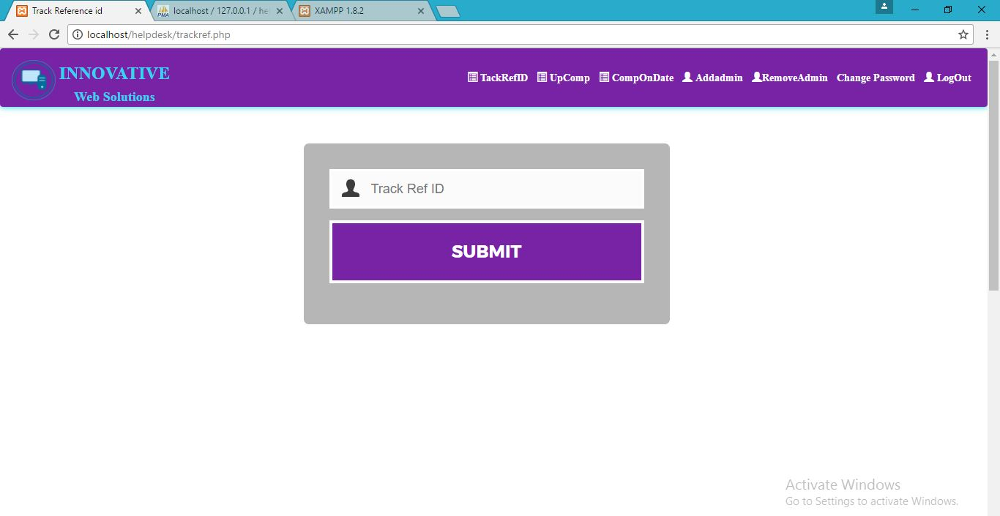 Track Reference id
localhost / 127.0.0.1 / he
XAMPP 1.8.2
localhost/helpdesk/trackref.php
INNOVATIVE
Web Solutions
TackRefID UpComp CompOnDate Addadmin RemoveAdmin Change Password LogOut
Track Ref ID
SUBMIT
Activate Windows
Go to Settings to activate Windows.